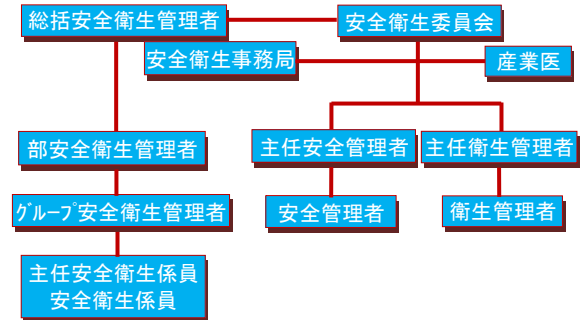 総括安全衛生管理者
安全衛生委員会
安全衛生事務局
産業医
部安全衛生管理者
主任安全管理者
主任衛生管理者
ｸﾞﾙｰﾌﾟ安全衛生管理者
安全管理者
衛生管理者
主任安全衛生係員
安全衛生係員